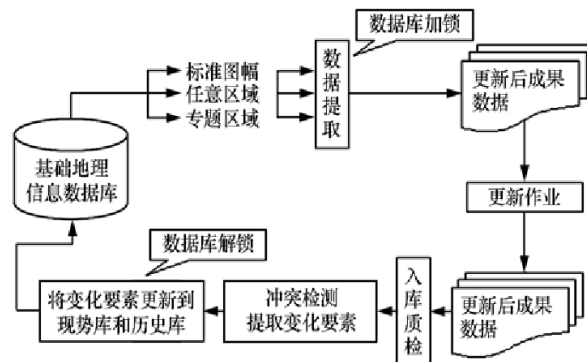 数据库加锁
标准图幅
任意区域
专题区域
数据提取
更新后成果
数据
基础地理
信息数据库
更新作业
数据库解锁
将变化要素更新到
现势库和历史库
冲突检测
提取变化要素
入库质检
更新后成果
数据